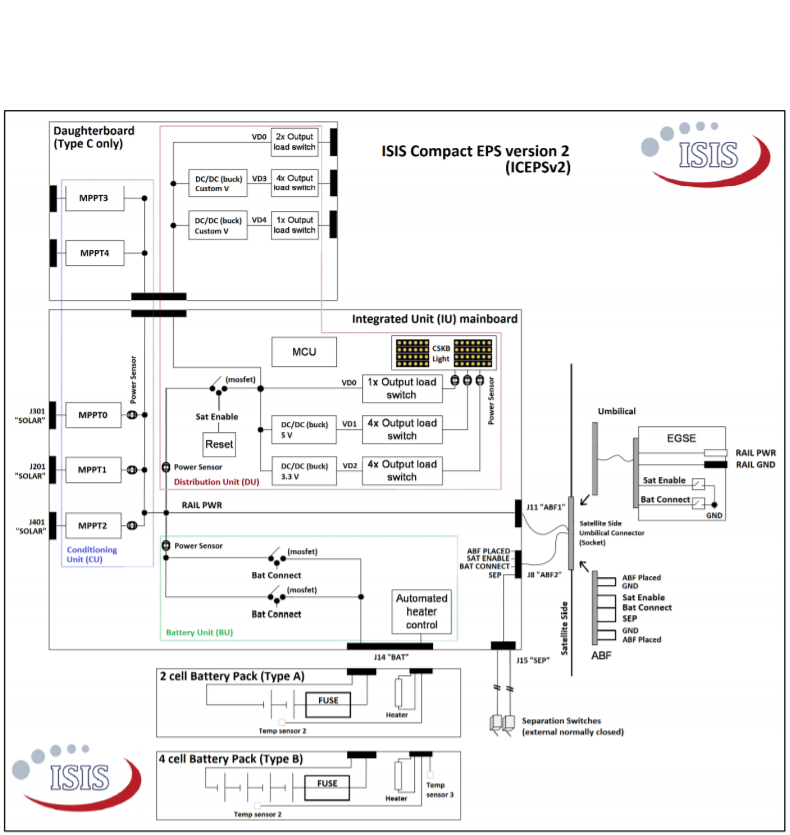 Daughterboard
(Type C only)
ISIS Compact EPS version 2
(ICEPSv2)
ISIS
VD0
2x Output
load switch
DC/DC (buck)
Custom V
VD3
4x Output
load switch
DC/DC (buck)
Custom V
VD4
1x Output
load switch
MPPT3
MPPT4
Integrated Unit (IU) mainboard
MCU
CSKB
Light
Power Sensor
(mosfet)
VD0
1x Output load
switch
Power Sensor
Sat Enable
Reset
DC/DC (buck)
5 V
VD1
4x Output load
switch
DC/DC (buck)
3.3 V
VD2
4x Output load
switch
Power Sensor
Distribution Unit (DU)
J301
"SOLAR"
MPPT0
J201
"SOLAR"
MPPT1
J401
"SOLAR"
MPPT2
RAIL PWR
Conditioning
Unit (CU)
Power Sensor
(mosfet)
Bat Connect
(mosfet)
Bat Connect
Automated
heater
control
Battery Unit (BU)
J11 "ABF1"
ABF PLACED
SAT ENABLE
BAT CONNECT
SEP
J8 "ABF2"
J14 "BAT"
J15 "SEP"
Umbilical
EGSE
RAIL PWR
RAIL GND
Sat Enable
Bat Connect
GND
Satellite Side
Umbilical Connector
(Socket)
Satellite Side
ABF Placed
GND
Sat Enable
Bat Connect
SEP
GND
ABF Placed
ABF
2 cell Battery Pack (Type A)
FUSE
Heater
Temp sensor 2
Separation Switches
(external normally closed)
4 cell Battery Pack (Type B)
FUSE
Heater
Temp
sensor 3
Temp sensor 2
ISIS